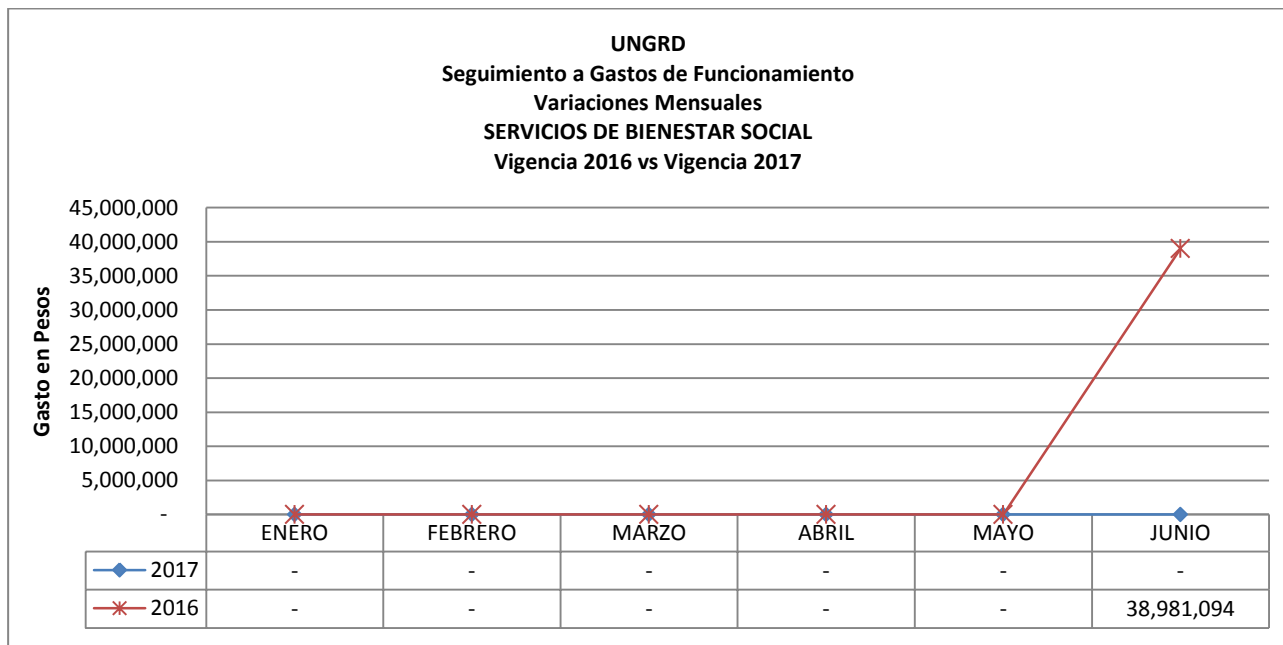 UNGRD
Seguimiento a Gastos de Funcionamiento
Variaciones Mensuales
SERVICIOS DE BIENESTAR SOCIAL
Vigencia 2016 vs Vigencia 2017
Gasto en Pesos
45,000,000
40,000,000
35,000,000
30,000,000
25,000,000
20,000,000
15,000,000
10,000,000
5,000,000
-
ENERO FEBRERO MARZO ABRIL MAYO JUNIO
2017 - - - - - -
2016 - - - - - 38,981,094